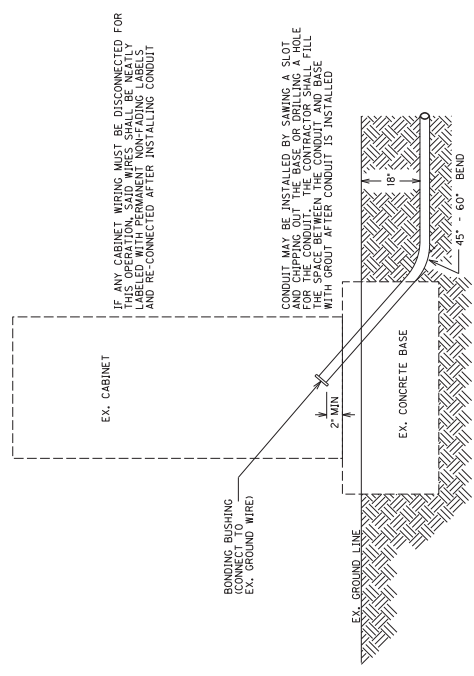 IF ANY CABINET WIRING MUST BE DISCONNECTED FOR
THIS OPERATION, SAID WIRES SHALL BE NEATLY
LABELED WITH PERMANENT NON-FADING LABELS
AND RE-CONNECTED AFTER INSTALLING CONDUIT
EX. CABINET
CONDUIT MAY BE INSTALLED BY SAWING A SLOT
AND CHIPPING OUT THE BASE OR DRILLING A HOLE
FOR THE CONDUIT. THE CONTRACTOR SHALL FILL
THE SPACE BETWEEN THE CONDUIT AND BASE
WITH GROUT AFTER CONDUIT IS INSTALLED
BONDING BUSHING
(CONNECT TO
EX. GROUND WIRE)
2" MIN
EX. GROUND LINE
18"
EX. CONCRETE BASE
45° - 60° BEND